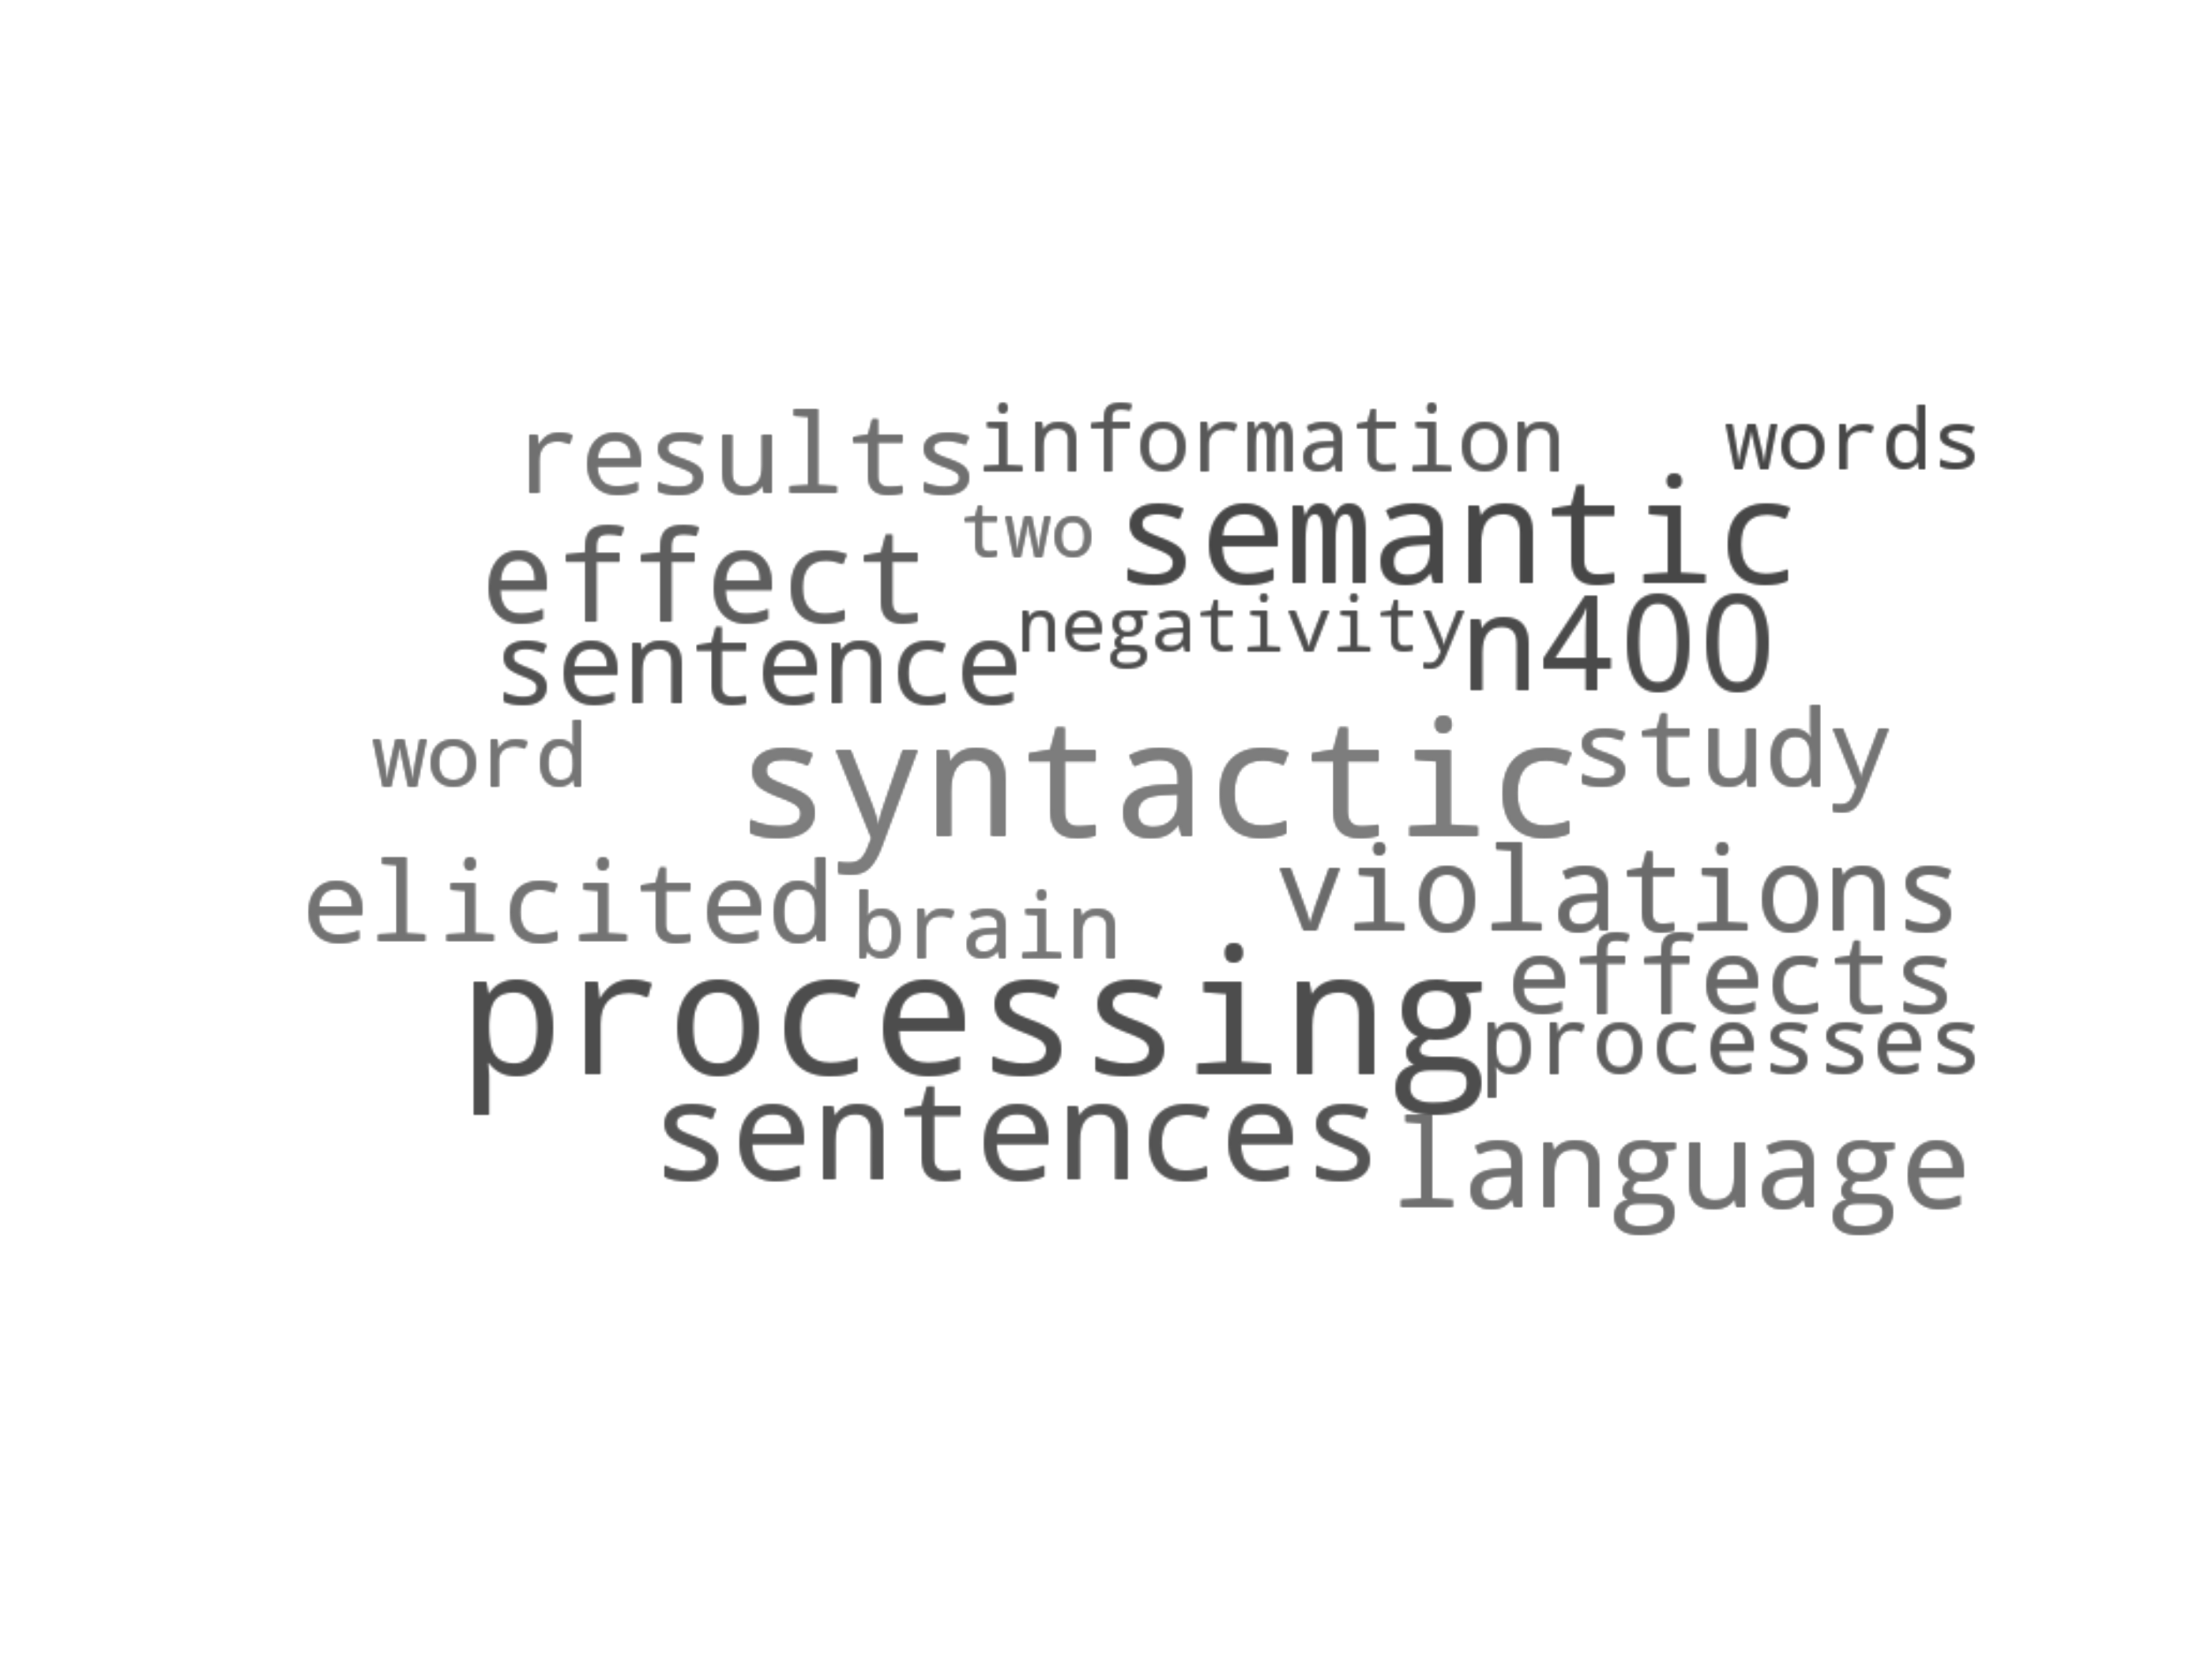 results information words
effect two semantic
sentence negativity n400
word syntactic study
elicited brain violations
processing effects
processes
sentences language